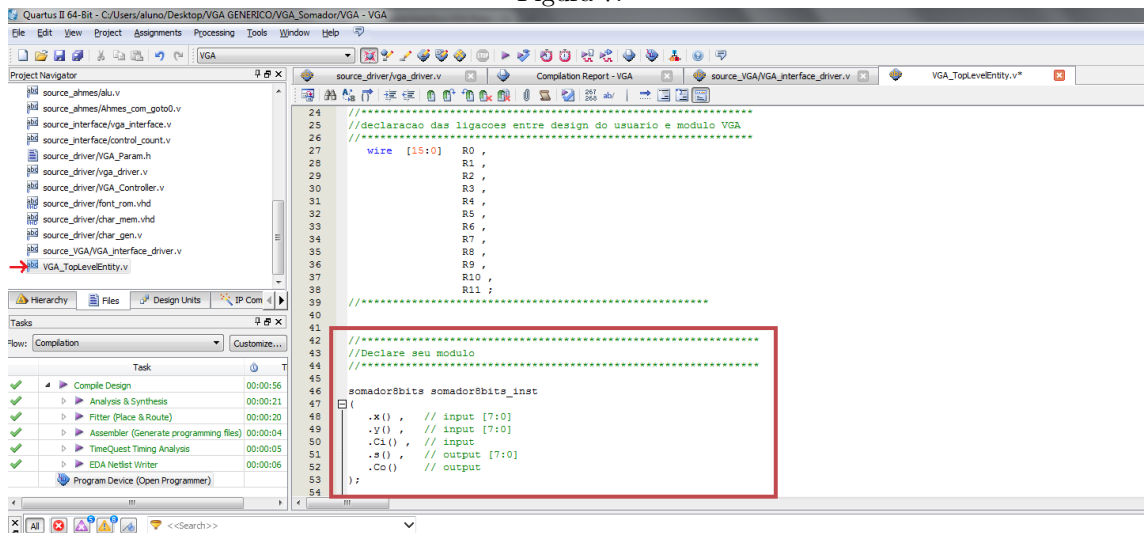 Quartus II 64-Bit - C:/Users/aluno/Desktop/VGA GENERICO/VGA_Somador/VGA - VGA
File Edit View Project Assignments Processing Tools Window Help
VGA
Project Navigator
source_ahmes/alu.v
source_ahmes/Ahmes_com_goto0.v
source_interface/vga_interface.v
source_interface/control_count.v
source_driver/VGA_Param.h
source_driver/vga_driver.v
source_driver/VGA_Controller.v
source_driver/font_rom.vhd
source_driver/char_mem.vhd
source_driver/char_gen.v
source_VGA/VGA_interface_driver.v
VGA_TopLevelEntity.v
Hierarchy Files Design Units IP Com
Tasks
Flow: Compilation Customize...
Task T
Compile Design 00:00:56
Analysis & Synthesis 00:00:21
Fitter (Place & Route) 00:00:20
Assembler (Generate programming files) 00:00:04
TimeQuest Timing Analysis 00:00:05
EDA Netlist Writer 00:00:06
Program Device (Open Programmer)
All <<Search>>
source_driver/vga_driver.v Compilation Report - VGA source_VGA/VGA_interface_driver.v VGA_TopLevelEntity.v*
267 268 ab/
24 //**************************************************************
25 //declaracao das ligacoes entre design do usuario e modulo VGA
26 //**************************************************************
27 wire [15:0] R0 ,
28 R1 ,
29 R2 ,
30 R3 ,
31 R4 ,
32 R5 ,
33 R6 ,
34 R7 ,
35 R8 ,
36 R9 ,
37 R10 ,
38 R11 ;
39 //*******************************************************
40
41
42 //***************************************************************
43 //Declare seu modulo
44 //***************************************************************
45
46 somador8bits somador8bits_inst
47 (
48 .x() , // input [7:0]
49 .y() , // input [7:0]
50 .Ci() , // input
51 .s() , // output [7:0]
52 .Co() // output
53 );
54